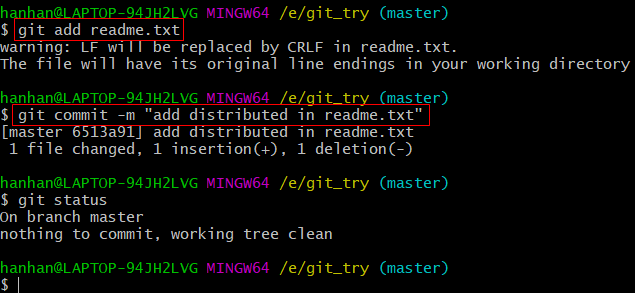 hanhan@LAPTOP-94JH2LVG MINGW64 /e/git_try (master)
$ git add readme.txt
warning: LF will be replaced by CRLF in readme.txt.
The file will have its original line endings in your working directory
hanhan@LAPTOP-94JH2LVG MINGW64 /e/git_try (master)
$ git commit -m "add distributed in readme.txt"
[master 6513a91] add distributed in readme.txt
 1 file changed, 1 insertion(+), 1 deletion(-)
hanhan@LAPTOP-94JH2LVG MINGW64 /e/git_try (master)
$ git status
On branch master
nothing to commit, working tree clean
hanhan@LAPTOP-94JH2LVG MINGW64 /e/git_try (master)
$